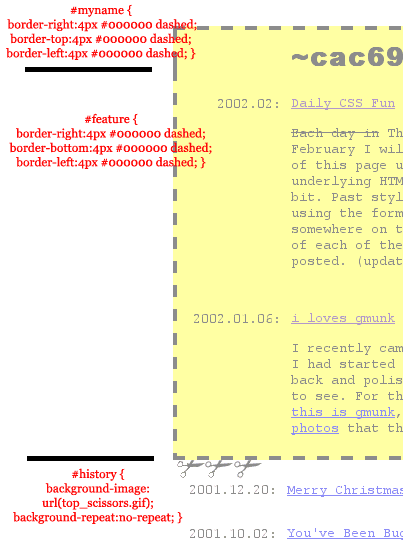 #myname {
border-right:4px #000000 dashed;
border-top:4px #000000 dashed;
border-left:4px #000000 dashed; }
~cac69
2002.02: Daily CSS Fun
#feature {
border-right:4px #000000 dashed;
border-bottom:4px #000000 dashed;
border-left:4px #000000 dashed; }
Each day in Th
February I wil
of this page u
underlying HTM
bit. Past styl
using the form
somewhere on t
of each of the
posted. (updat
2002.01.06: i loves gmunk
I recently cam
I had started
back and polis
to see. For th
this is gmunk,
photos that th
#history {
background-image:
url(top_scissors.gif);
background-repeat:no-repeat; }
2001.12.20: Merry Christmas
2001.10.02: You've Been Bug